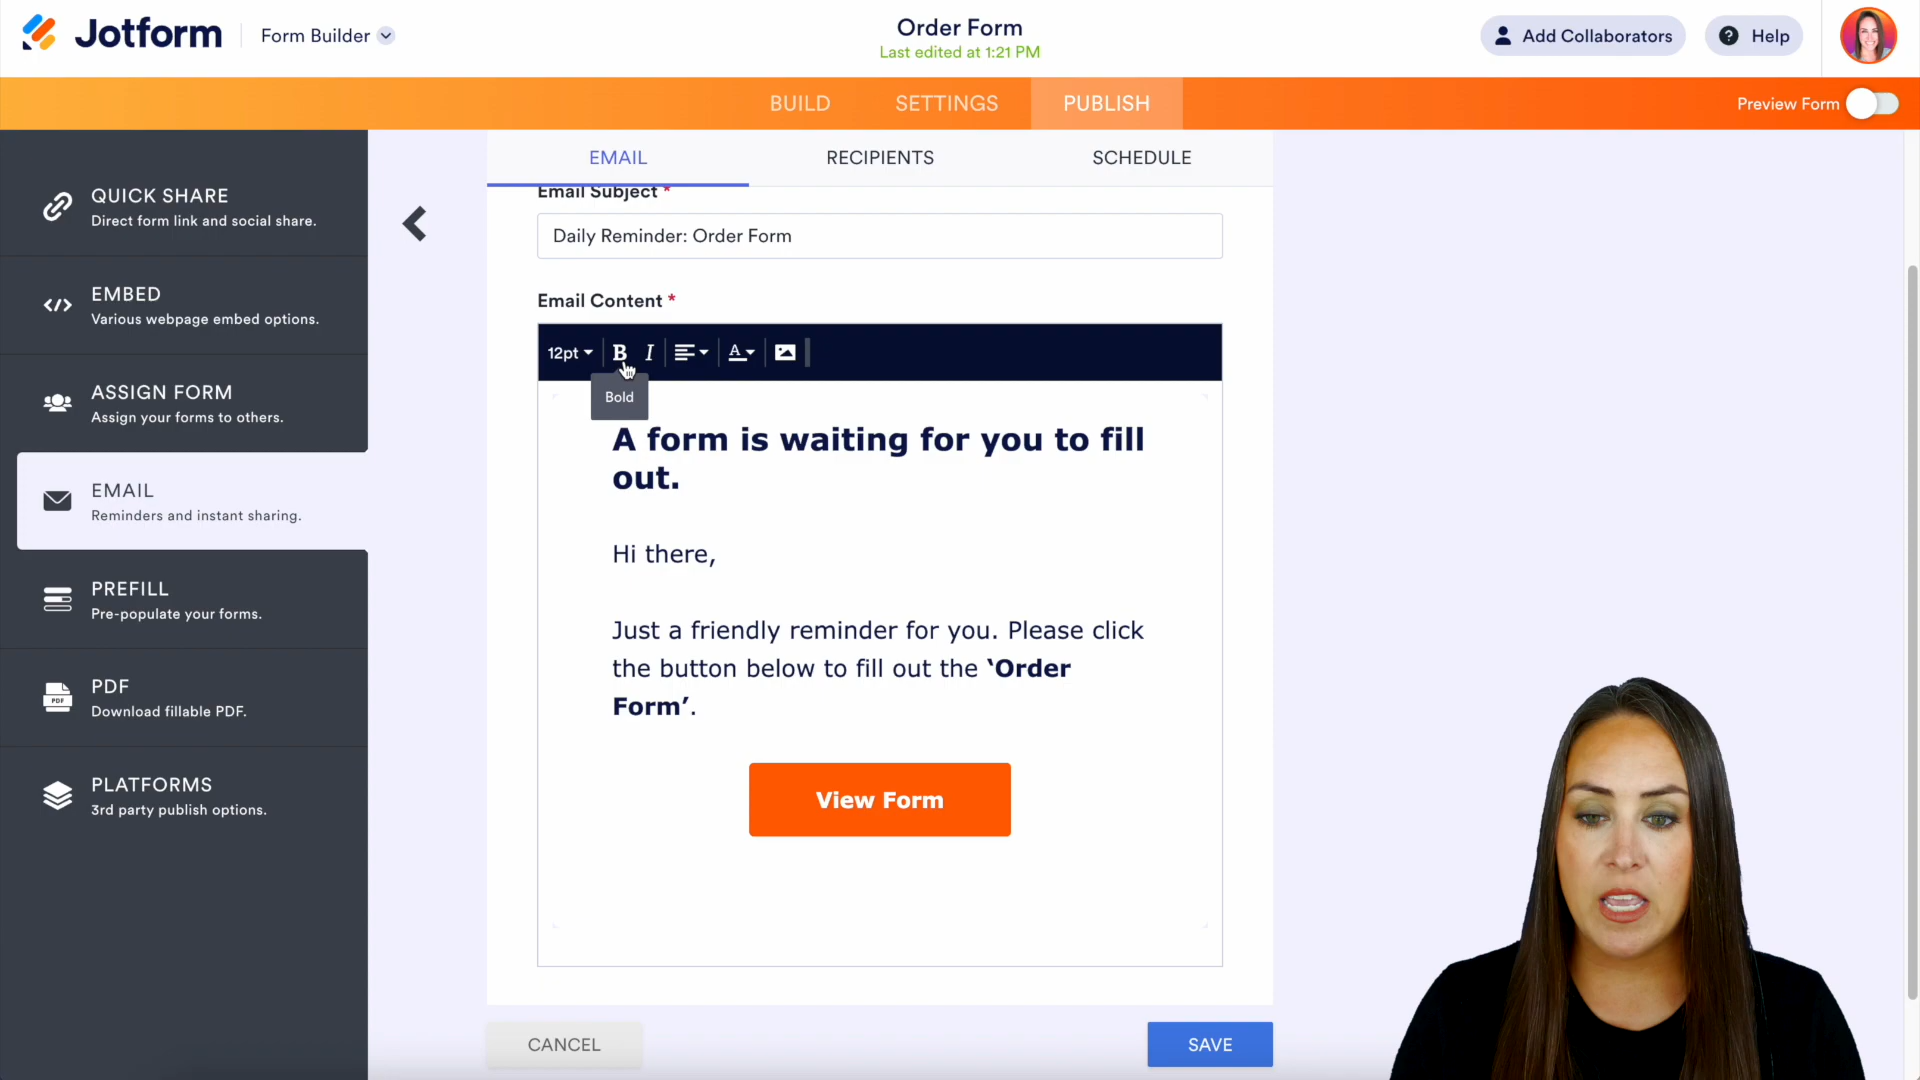 Jotform
Form Builder
Order Form
Last edited at 1:21 PM
Add Collaborators
Help
BUILD
SETTINGS
PUBLISH
Preview Form
QUICK SHARE
Direct form link and social share.
EMBED
Various webpage embed options.
ASSIGN FORM
Assign your forms to others.
EMAIL
Reminders and instant sharing.
PREFILL
Pre-populate your forms.
PDF
PDF
Download fillable PDF.
PLATFORMS
3rd party publish options.
EMAIL
RECIPIENTS
SCHEDULE
Email Subject *
Daily Reminder: Order Form
Email Content *
12pt B I A
Bold
A form is waiting for you to fill
out.
Hi there,
Just a friendly reminder for you. Please click
the button below to fill out the ‘Order
Form’.
View Form
CANCEL
SAVE